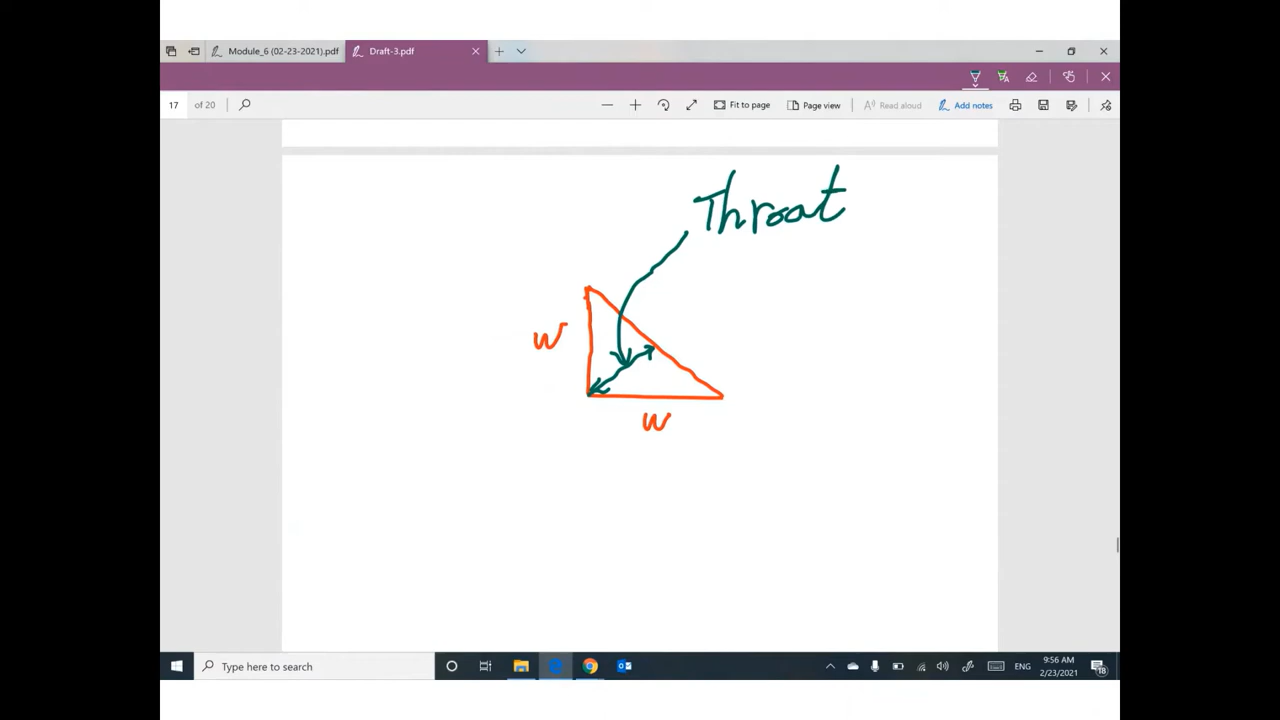 Module_6 (02-23-2021).pdf
Draft-3.pdf
17 of 20
Fit to page
Page view
Read aloud
Add notes
Throat
w
w
Type here to search
ENG
9:56 AM
2/23/2021
18